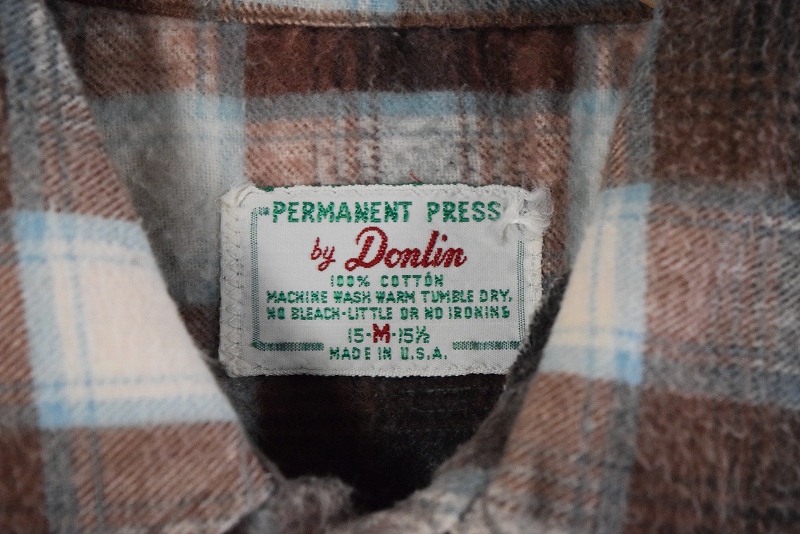 PERMANENT PRESS
by Donlin
100% COTTON
MACHINE WASH WARM TUMBLE DRY.
NO BLEACH-LITTLE OR NO IRONING
15-M-15½
MADE IN U.S.A.